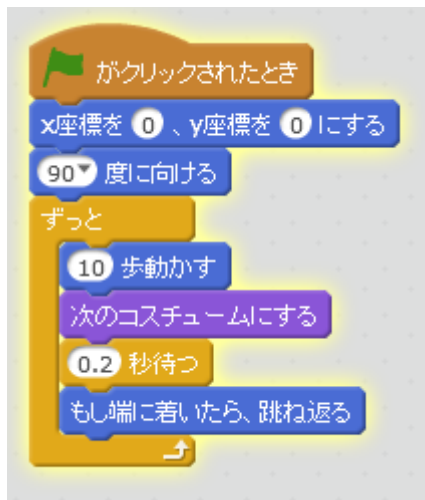 がクリックされたとき
x座標を 0 、y座標を 0 にする
90▼ 度に向ける
ずっと
10 歩動かす
次のコスチュームにする
0.2 秒待つ
もし端に着いたら、跳ね返る